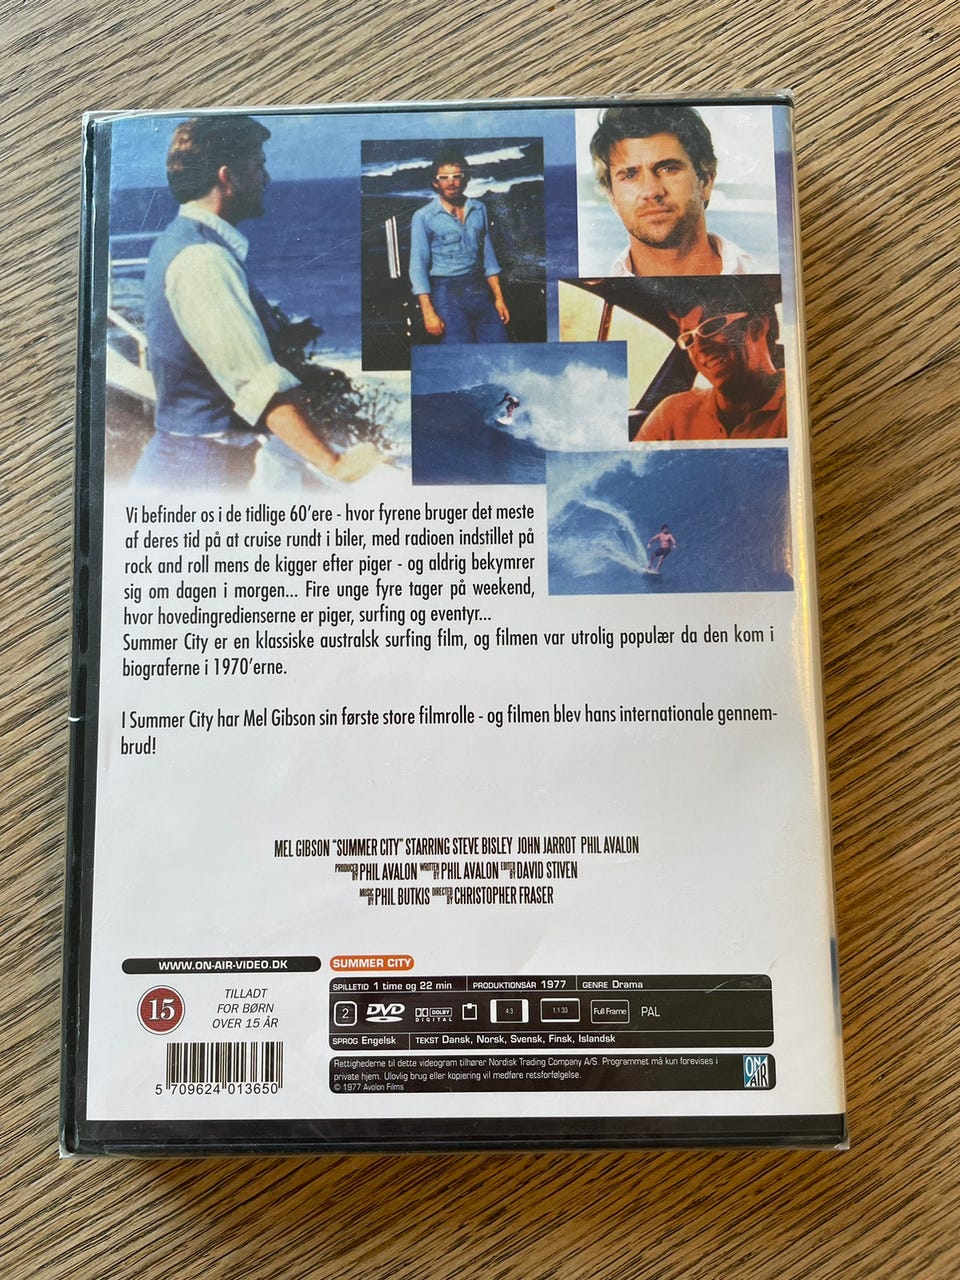 Vi befinder os i de tidlige 60'ere - hvor fyrene bruger det meste
af deres tid på at cruise rundt i biler, med radioen indstillet på
rock and roll mens de kigger efter piger - og aldrig bekymrer
sig om dagen i morgen... Fire unge fyre tager på weekend,
hvor hovedingredienserne er piger, surfing og eventyr...
Summer City er en klassiske australsk surfing film, og filmen var utrolig populær da den kom i
biograferne i 1970'erne.
I Summer City har Mel Gibson sin første store filmrolle - og filmen blev hans internationale gennem-
brud!
MEL GIBSON "SUMMER CITY" STARRING STEVE BISLEY JOHN JARROT PHIL AVALON
PRODUCED BY PHIL AVALON WRITTEN BY PHIL AVALON EDITED BY DAVID STIVEN
MUSIC BY PHIL BUTKIS DIRECTED BY CHRISTOPHER FRASER
WWW.ON-AIR-VIDEO.DK
SUMMER CITY
15
TILLADT
FOR BØRN
OVER 15 ÅR
5 709624 013650
SPILLETID 1 time og 22 min PRODUKTIONSÅR 1977 GENRE Drama
2 DVD DOLBY DIGITAL 4:3 1:1.33 Full Frame PAL
SPROG Engelsk TEKST Dansk, Norsk, Svensk, Finsk, Islandsk
Rettighederne til dette videogram tilhører Nordisk Trading Company A/S. Programmet må kun forevises i
private hjem. Ulovlig brug eller kopiering vil medføre retsforfølgelse.
© 1977 Avalon Films
ON AIR